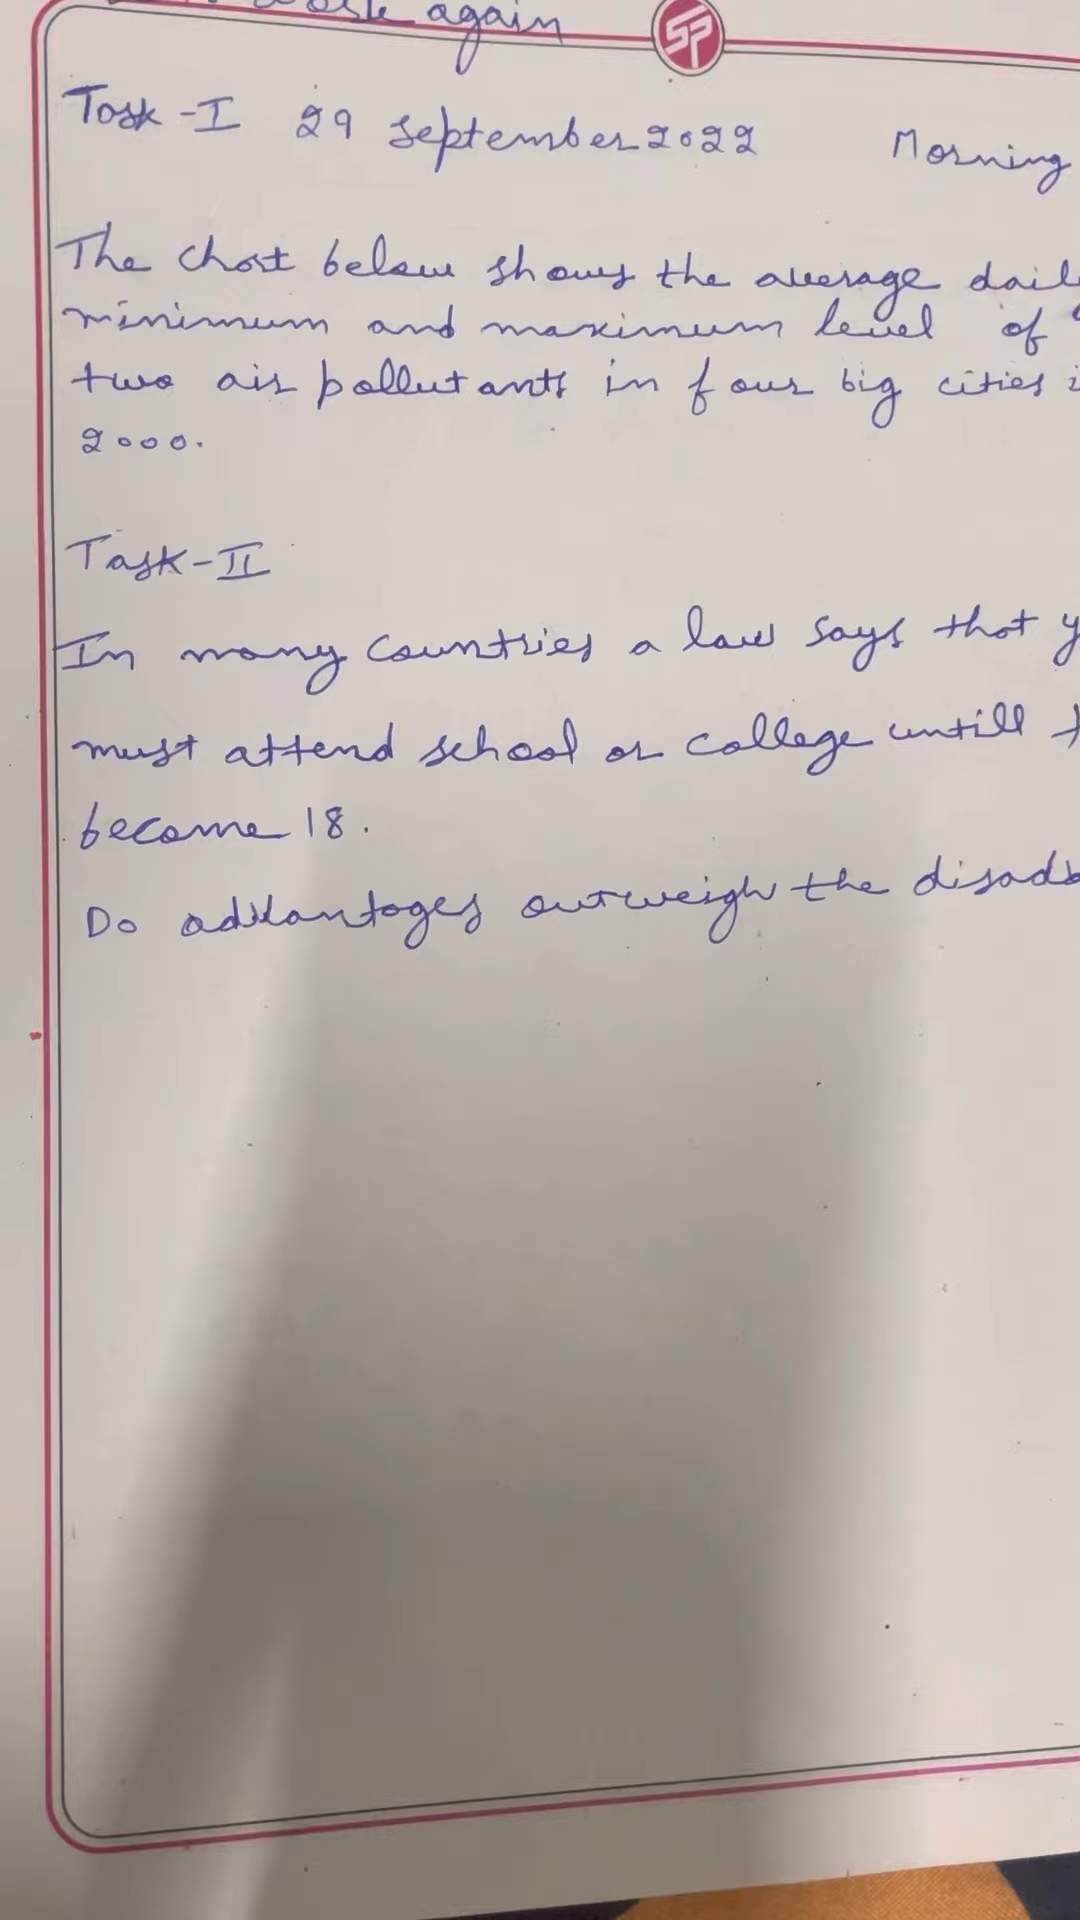 again
SP
Task-I 29 September 2022 Morning
The chart below shows the average
minimum and maximum level of
two air pollutants in four big cities
2000.
Task-II
In many countries a law says that
must attend school or college untill
become 18.
Do advantages outweigh the